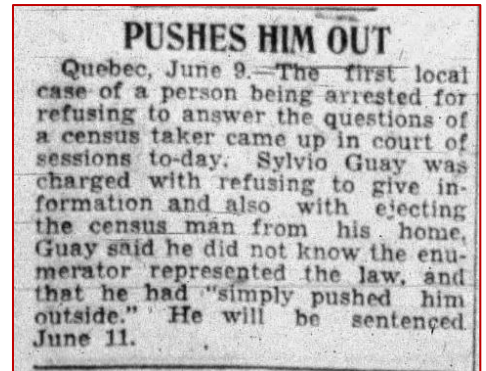 PUSHES HIM OUT
Quebec, June 9.—The first local
case of a person being arrested for
refusing to answer the questions of
a census taker came up in court of
sessions to-day. Sylvio Guay was
charged with refusing to give in-
formation and also with ejecting
the census man from his home.
Guay said he did not know the enu-
merator represented the law, and
that he had "simply pushed him
outside." He will be sentenced
June 11.